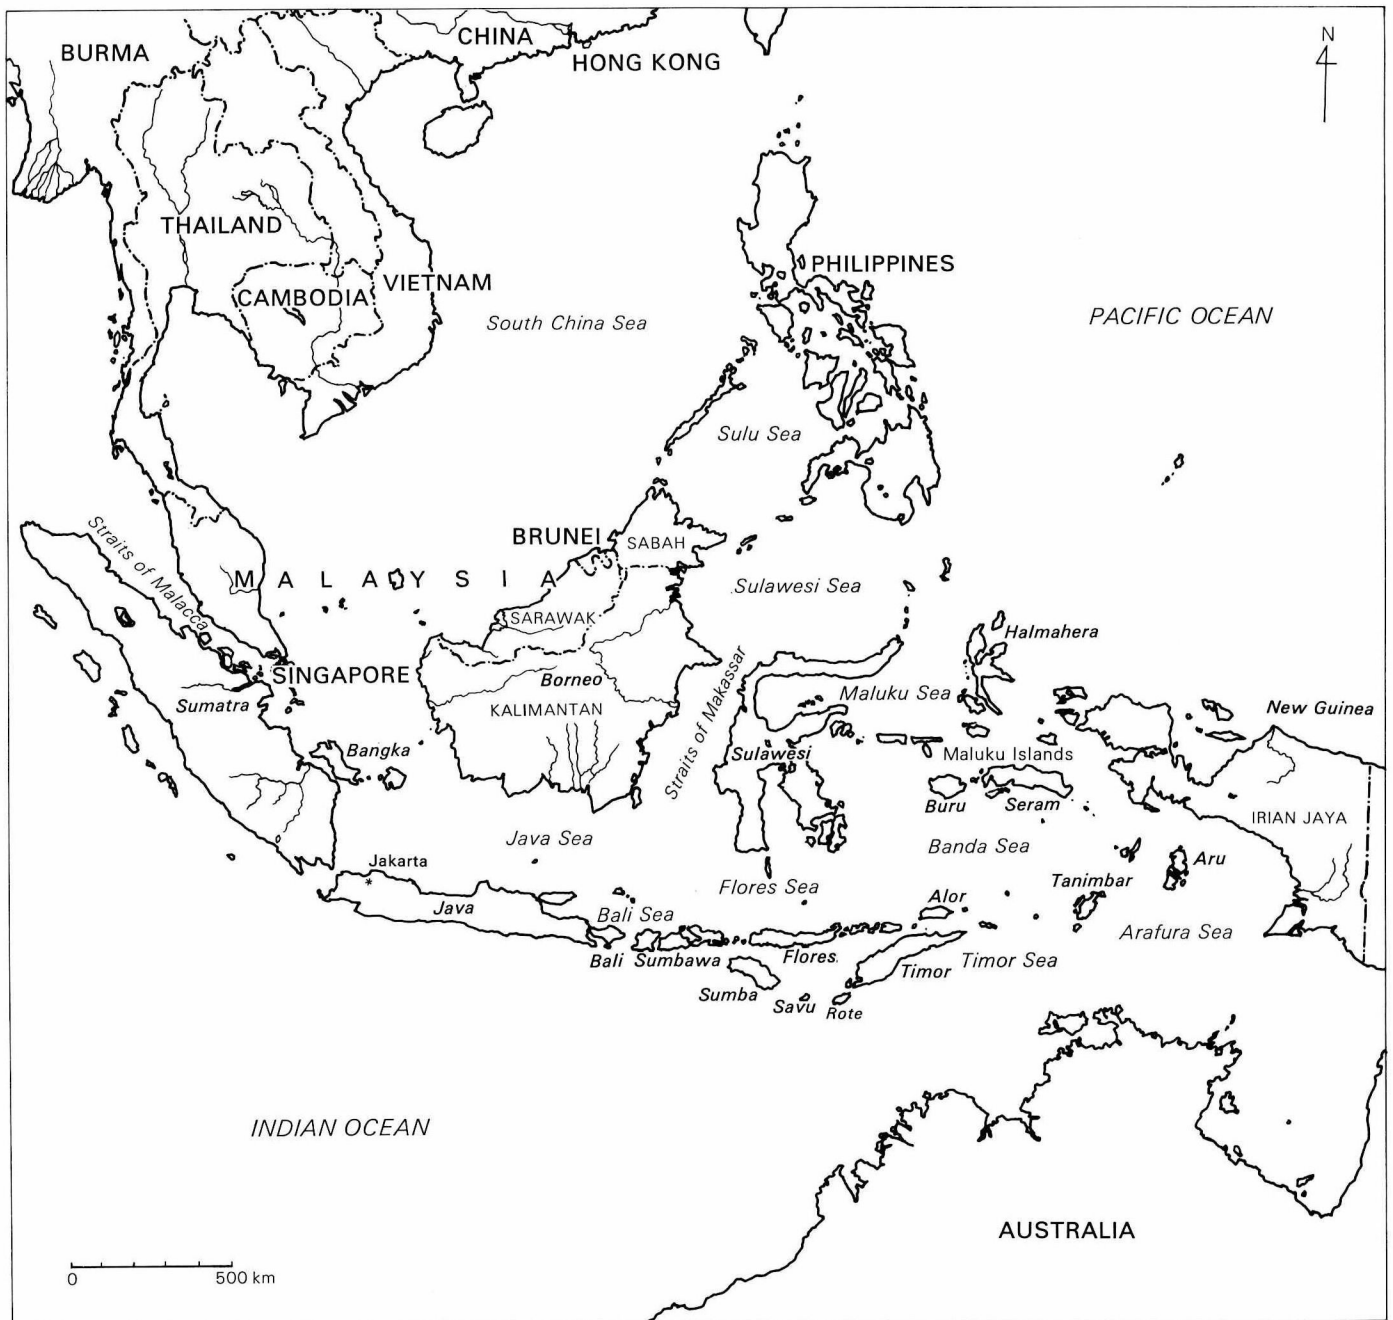 N
CHINA
BURMA
HONG KONG
THAILAND
PHILIPPINES
VIETNAM
CAMBODIA
South China Sea
PACIFIC OCEAN
Sulu Sea
Straits of Malacca
BRUNEI
SABAH
MALAYSIA
Sulawesi Sea
SARAWAK
Halmahera
SINGAPORE
Borneo
Straits of Makassar
Maluku Sea
Sumatra
KALIMANTAN
New Guinea
Bangka
Sulawesi
Maluku Islands
Buru
Seram
IRIAN JAYA
Java Sea
Banda Sea
Jakarta
*
Aru
Flores Sea
Tanimbar
Alor
Java
Bali Sea
Arafura Sea
Bali
Sumbawa
Flores
Timor
Timor Sea
Sumba
Savu
Rote
INDIAN OCEAN
AUSTRALIA
0 500 km